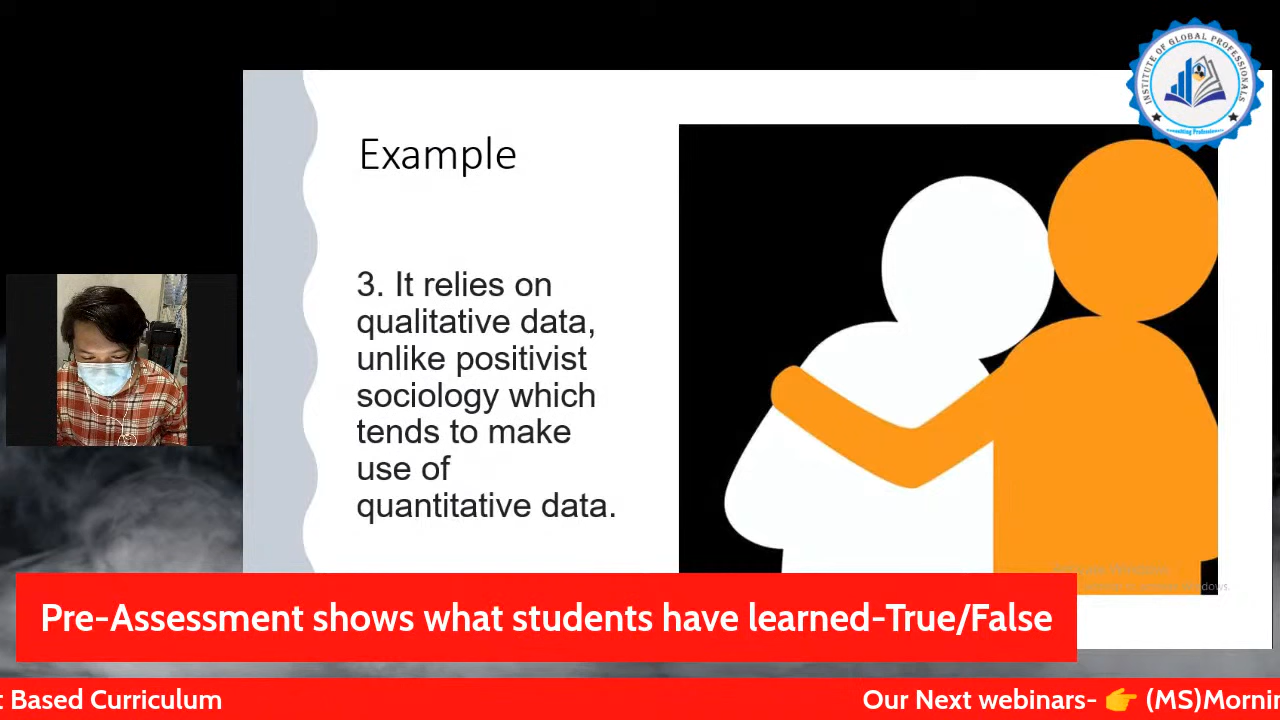 INSTITUTE OF GLOBAL PROFESSIONALS
Consulting Professionals
Example
3. It relies on
qualitative data,
unlike positivist
sociology which
tends to make
use of
quantitative data.
Pre-Assessment shows what students have learned-True/False
t Based Curriculum
Our Next webinars- 👉 (MS)Mornin